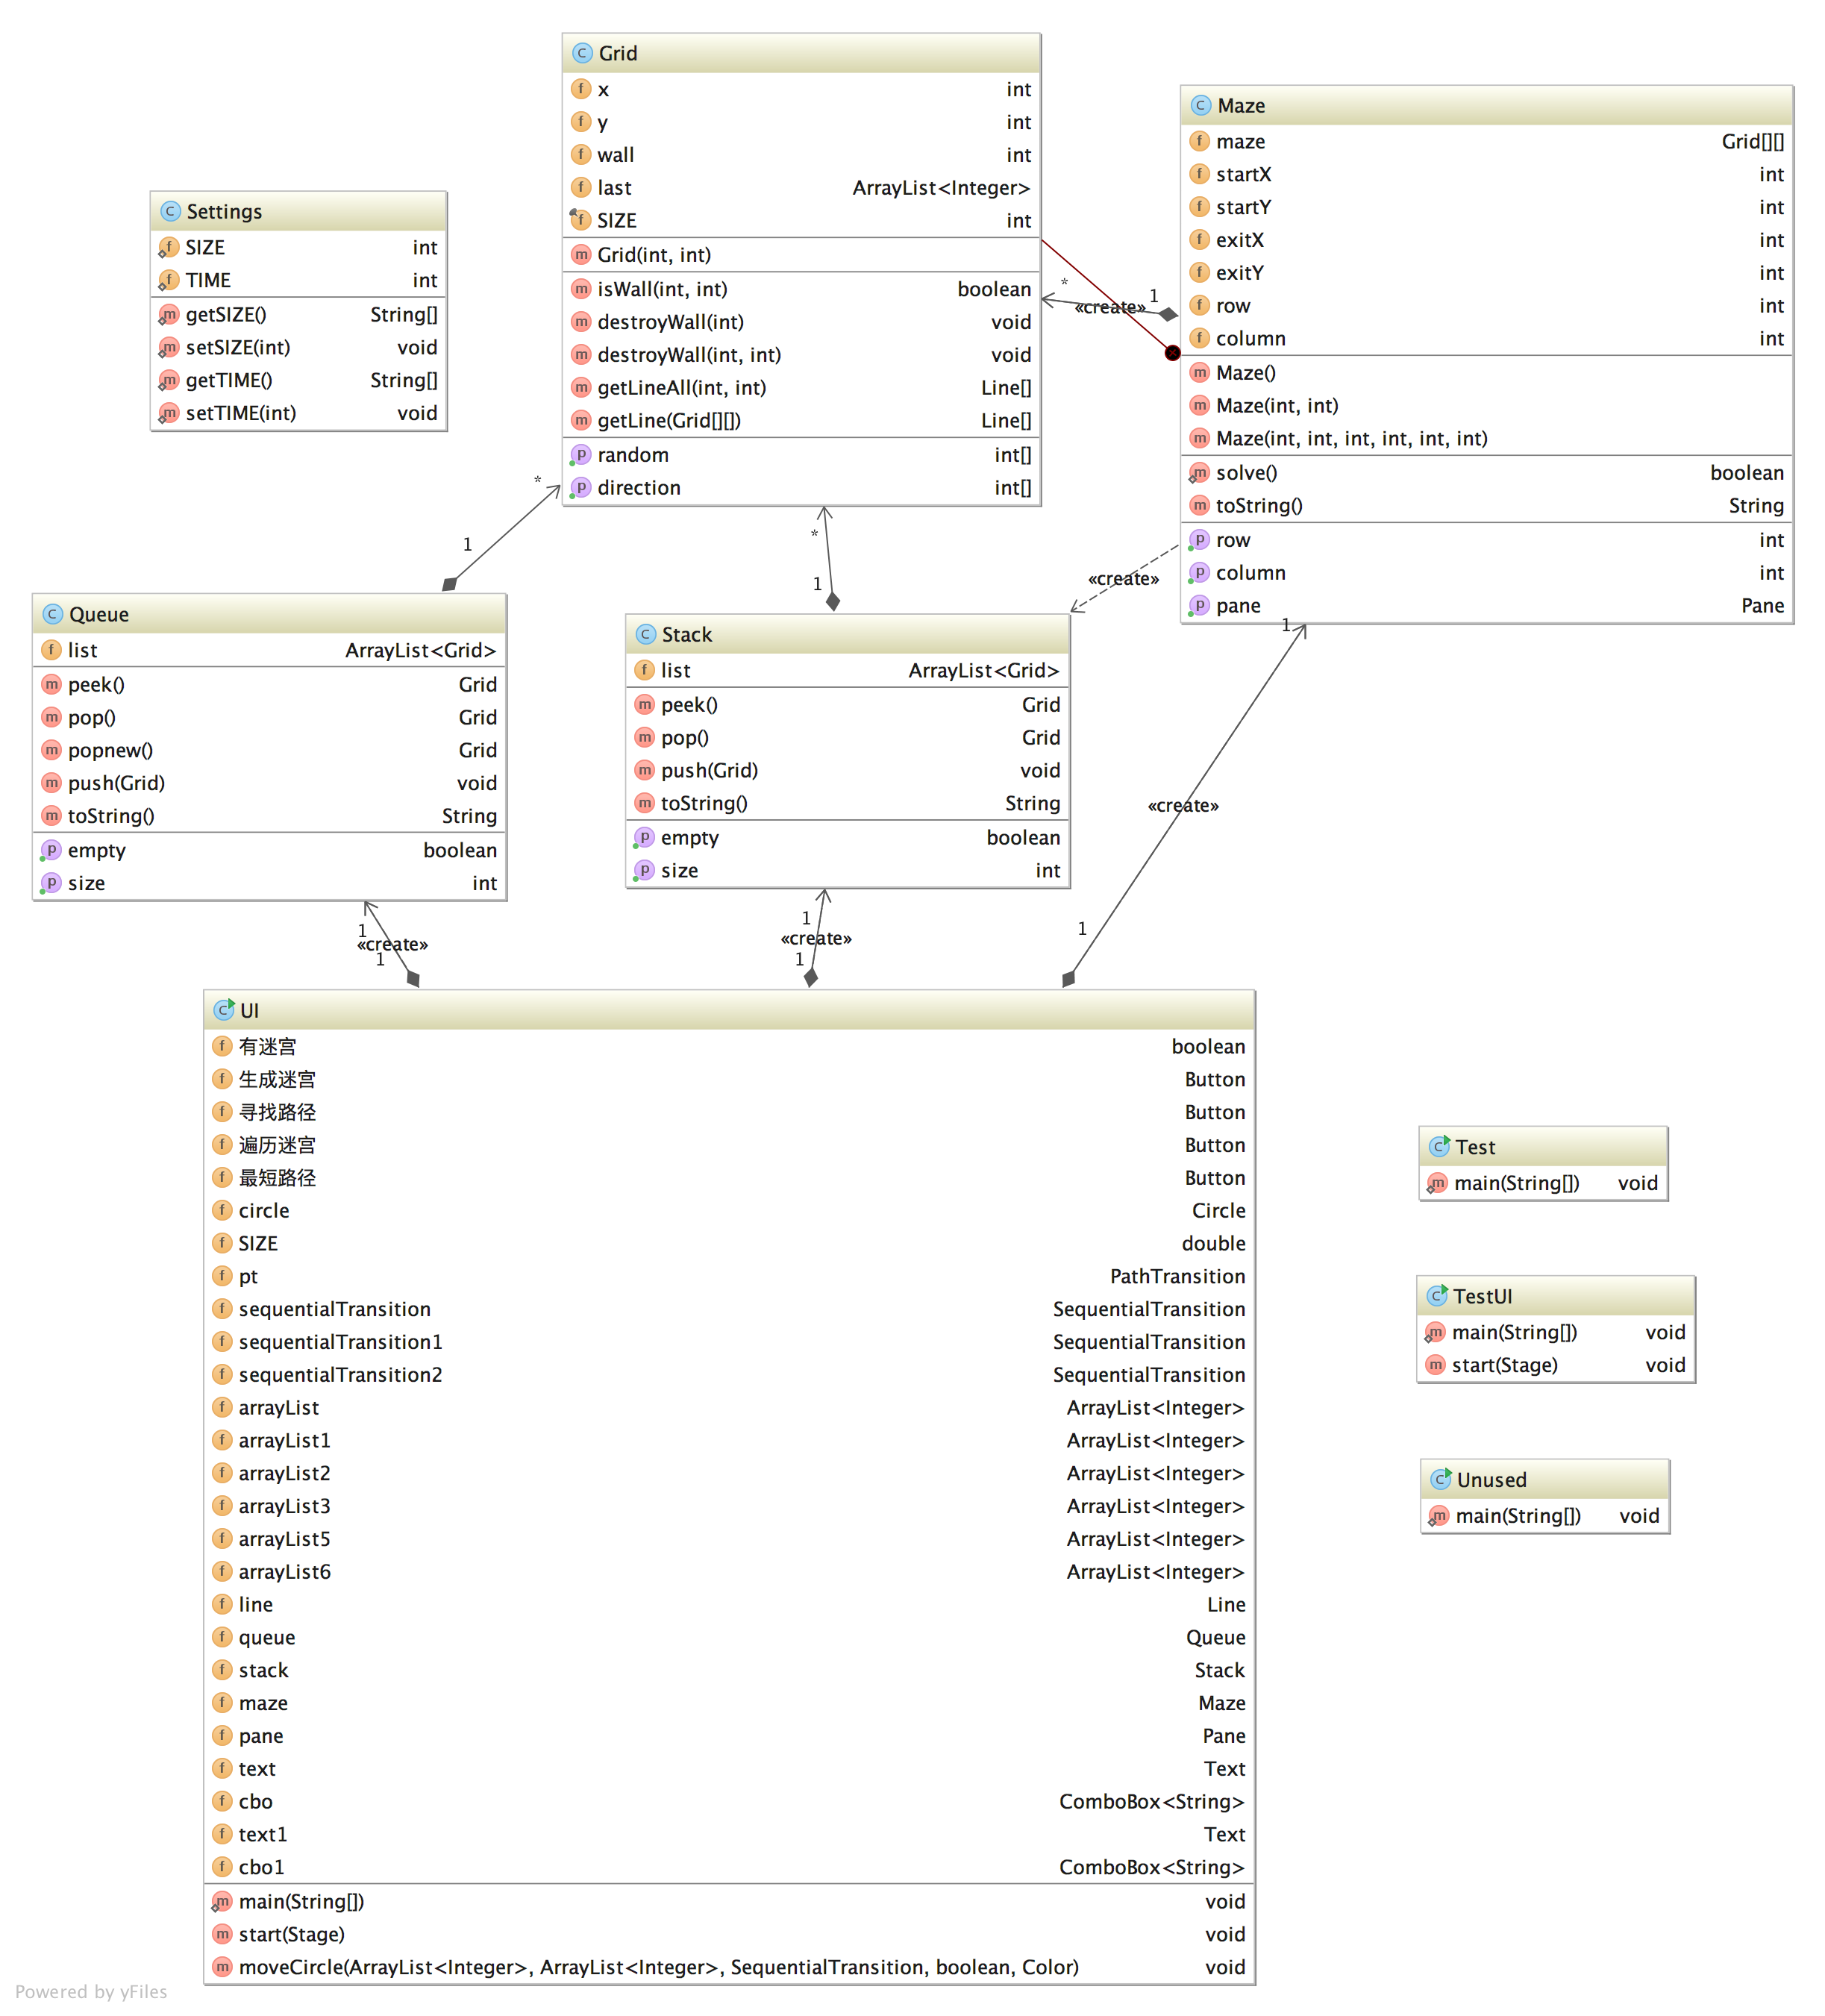 Grid
x int
y int
wall int
last ArrayList<Integer>
SIZE int
Grid(int, int)
isWall(int, int) boolean
destroyWall(int) void
destroyWall(int, int) void
getLineAll(int, int) Line[]
getLine(Grid[][]) Line[]
random int[]
direction int[]
Maze
maze Grid[][]
startX int
startY int
exitX int
exitY int
row int
column int
Maze()
Maze(int, int)
Maze(int, int, int, int, int, int)
solve() boolean
toString() String
row int
column int
pane Pane
Settings
SIZE int
TIME int
getSIZE() String[]
setSIZE(int) void
getTIME() String[]
setTIME(int) void
*
«create»
1
*
1
*
1
«create»
Queue
list ArrayList<Grid>
peek() Grid
pop() Grid
popnew() Grid
push(Grid) void
toString() String
empty boolean
size int
Stack
list ArrayList<Grid>
peek() Grid
pop() Grid
push(Grid) void
toString() String
empty boolean
size int
1
«create»
1
1
«create»
1
1
«create»
1
UI
有迷宫 boolean
生成迷宫 Button
寻找路径 Button
遍历迷宫 Button
最短路径 Button
circle Circle
SIZE double
pt PathTransition
sequentialTransition SequentialTransition
sequentialTransition1 SequentialTransition
sequentialTransition2 SequentialTransition
arrayList ArrayList<Integer>
arrayList1 ArrayList<Integer>
arrayList2 ArrayList<Integer>
arrayList3 ArrayList<Integer>
arrayList5 ArrayList<Integer>
arrayList6 ArrayList<Integer>
line Line
queue Queue
stack Stack
maze Maze
pane Pane
text Text
cbo ComboBox<String>
text1 Text
cbo1 ComboBox<String>
main(String[]) void
start(Stage) void
moveCircle(ArrayList<Integer>, ArrayList<Integer>, SequentialTransition, boolean, Color) void
Test
main(String[]) void
TestUI
main(String[]) void
start(Stage) void
Unused
main(String[]) void
Powered by yFiles